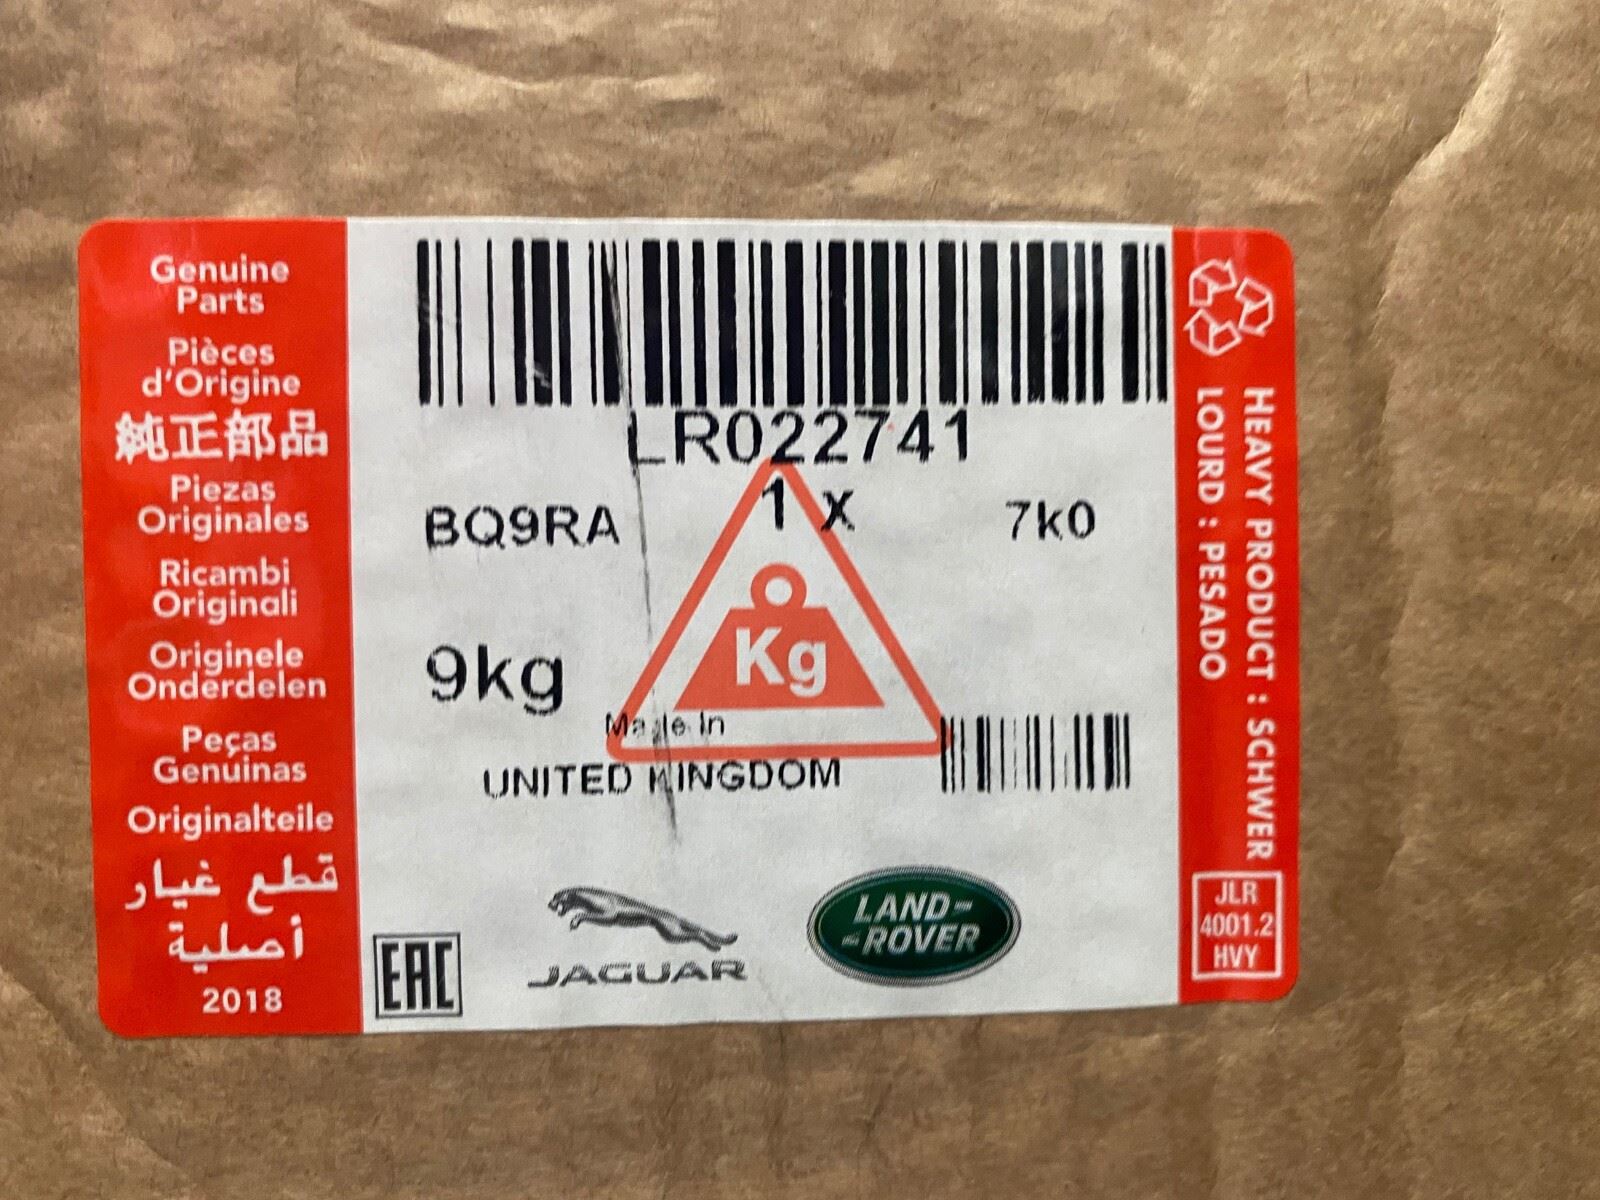 Genuine
Parts
Pièces
d'Origine
純正部品
Piezas
Originales
Ricambi
Originali
Originele
Onderdelen
Peças
Genuinas
Originalteile
قطع غيار
أصلية
2018
LR022741
BQ9RA
1 x
7k0
9kg
Kg
Made In
UNITED KINGDOM
EAC
JAGUAR
LAND-
-ROVER
HEAVY PRODUCT : SCHWER
LOURD : PESADO
JLR
4001.2
HVY